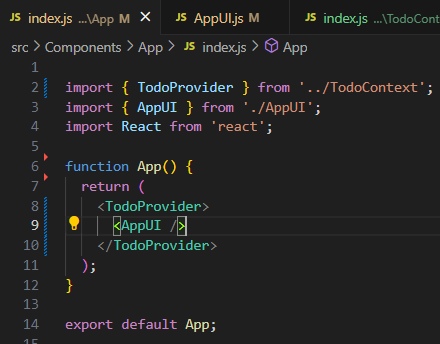 JS index.js ...\App M × JS AppUI.js M JS index.js ...\TodoCont
src > Components > App > JS index.js > App
1
2 import { TodoProvider } from '../TodoContext';
3 import { AppUI } from './AppUI';
4 import React from 'react';
5
6 function App() {
7 return (
8 <TodoProvider>
9 <AppUI />
10 </TodoProvider>
11 );
12 }
13
14 export default App;
15